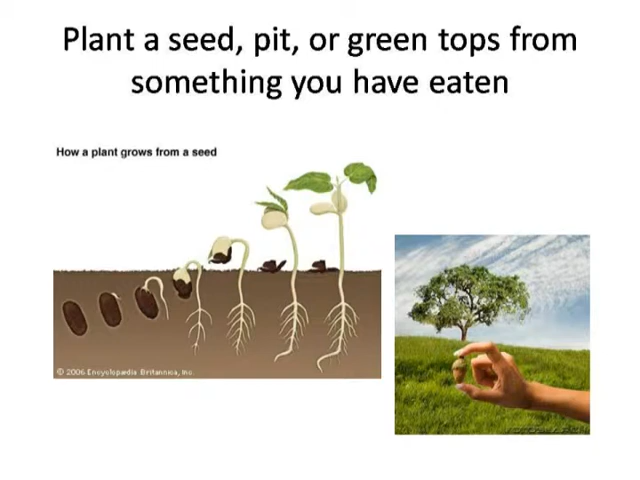 Plant a seed, pit, or green tops from
something you have eaten
How a plant grows from a seed
© 2006 Encyclopædia Britannica, Inc.